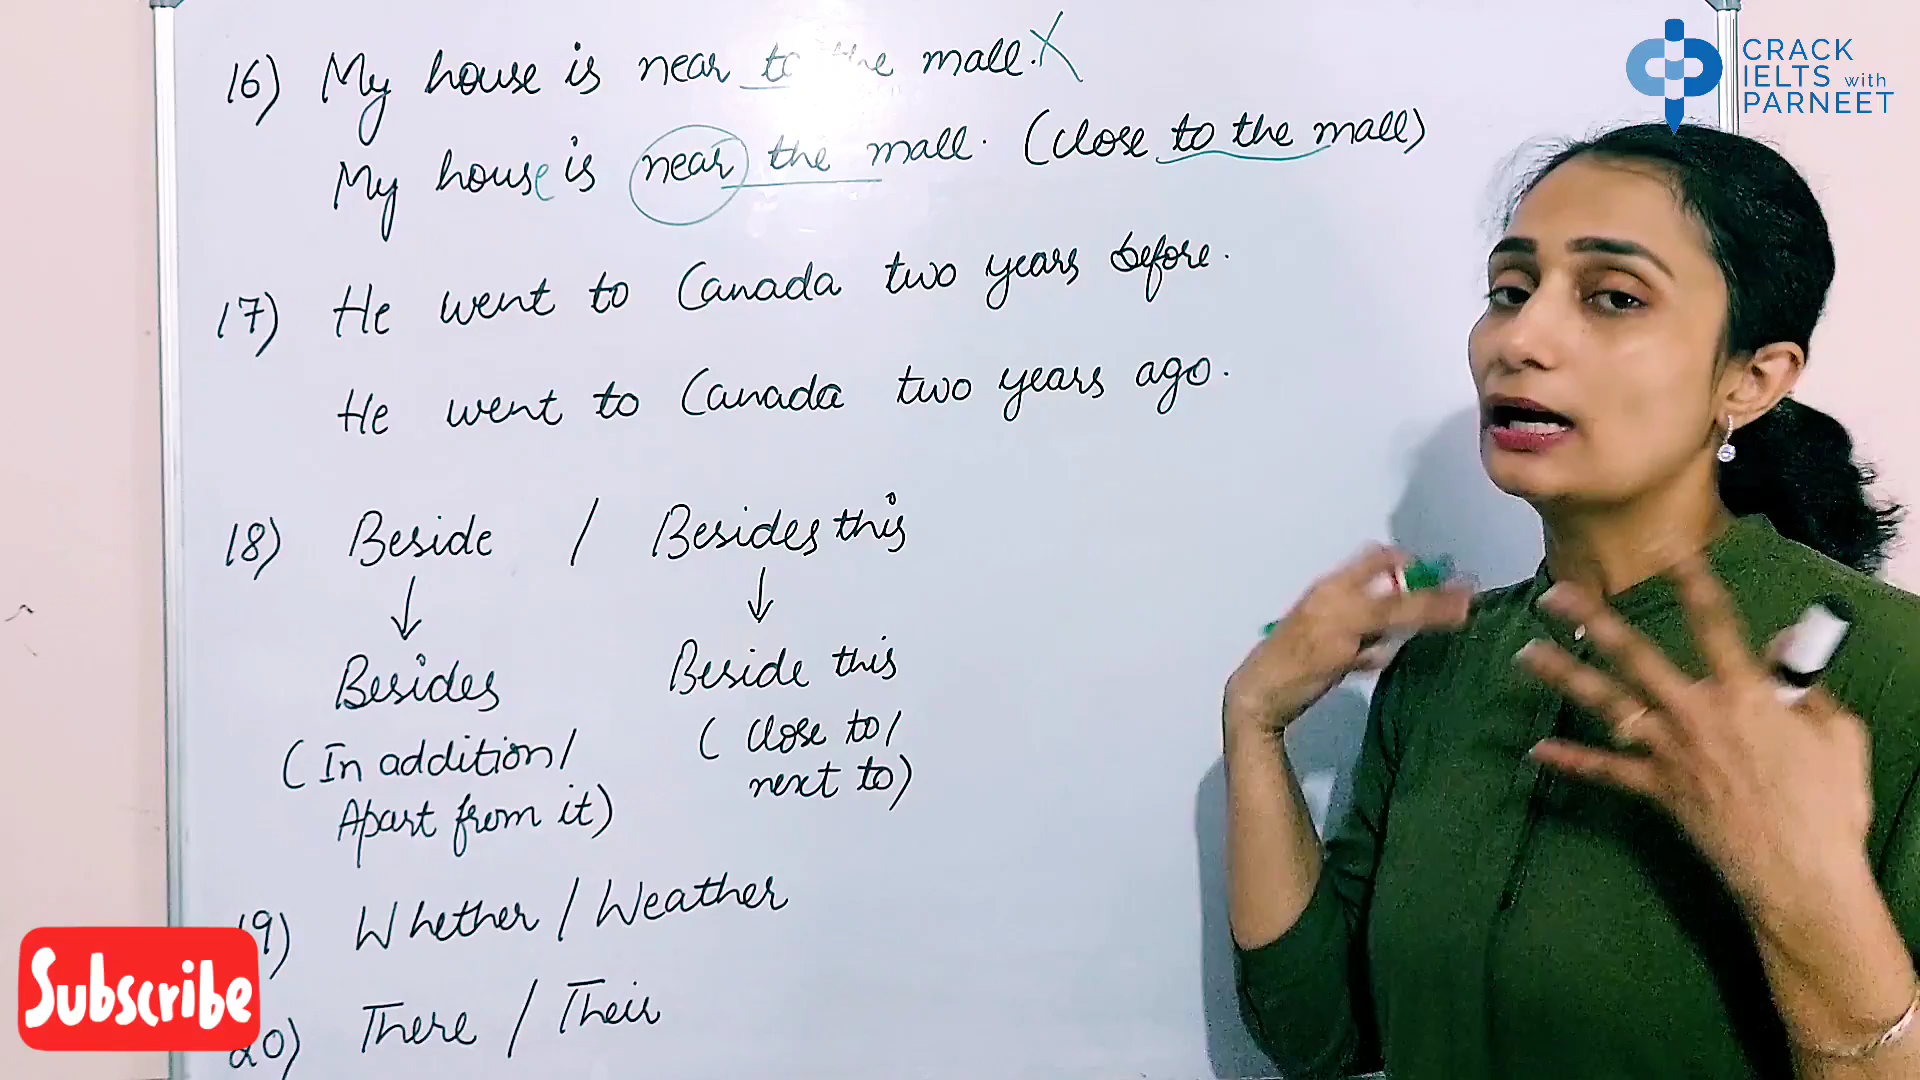 16) My house is near to the mall. X
My house is near the mall. (Close to the mall)
17) He went to Canada two years before.
He went to Canada two years ago.
18) Beside / Besides this
Besides
Beside this
(In addition/
Apart from it)
(Close to/
next to)
19) Whether / Weather
20) There / Their
Subscribe
CRACK
IELTS with
PARNEET